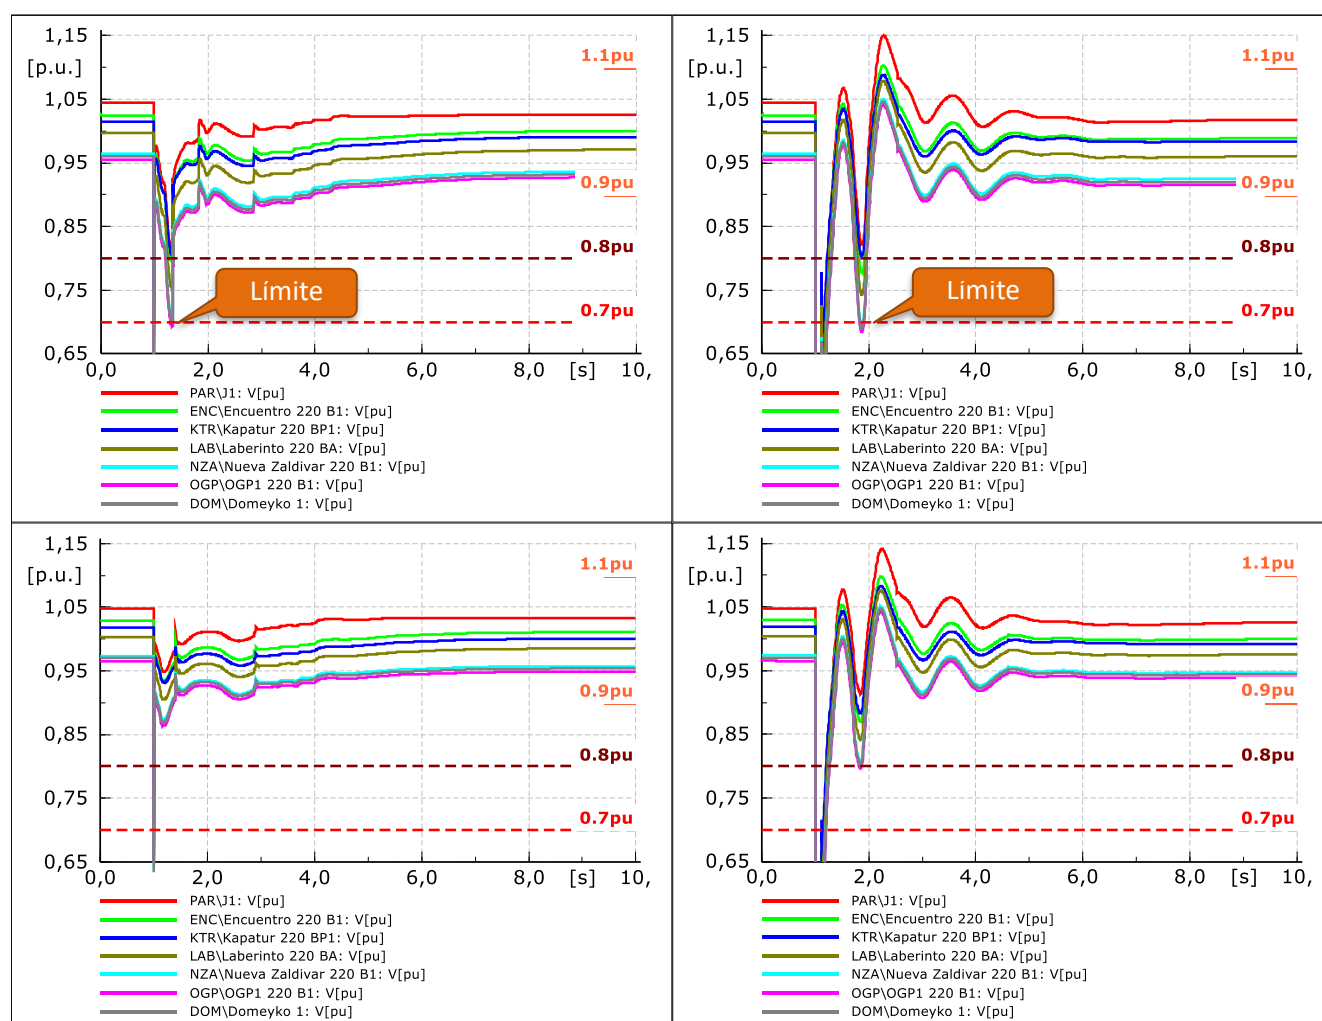 1,15
[p.u.]
1.1pu
1,05
0,95
0.9pu
0,85
0.8pu
Límite
0,75
0.7pu
0,65
0,0
2,0
4,0
6,0
8,0
[s]
10,
PAR\J1: V[pu]
ENC\Encuentro 220 B1: V[pu]
KTR\Kapatur 220 BP1: V[pu]
LAB\Laberinto 220 BA: V[pu]
NZA\Nueva Zaldivar 220 B1: V[pu]
OGP\OGP1 220 B1: V[pu]
DOM\Domeyko 1: V[pu]
1,15
[p.u.]
1.1pu
1,05
0,95
0.9pu
0,85
0.8pu
Límite
0,75
0.7pu
0,65
0,0
2,0
4,0
6,0
8,0
[s]
10,
PAR\J1: V[pu]
ENC\Encuentro 220 B1: V[pu]
KTR\Kapatur 220 BP1: V[pu]
LAB\Laberinto 220 BA: V[pu]
NZA\Nueva Zaldivar 220 B1: V[pu]
OGP\OGP1 220 B1: V[pu]
DOM\Domeyko 1: V[pu]
1,15
[p.u.]
1.1pu
1,05
0,95
0.9pu
0,85
0.8pu
0,75
0.7pu
0,65
0,0
2,0
4,0
6,0
8,0
[s]
10,
PAR\J1: V[pu]
ENC\Encuentro 220 B1: V[pu]
KTR\Kapatur 220 BP1: V[pu]
LAB\Laberinto 220 BA: V[pu]
NZA\Nueva Zaldivar 220 B1: V[pu]
OGP\OGP1 220 B1: V[pu]
DOM\Domeyko 1: V[pu]
1,15
[p.u.]
1.1pu
1,05
0,95
0.9pu
0,85
0.8pu
0,75
0.7pu
0,65
0,0
2,0
4,0
6,0
8,0
[s]
10,
PAR\J1: V[pu]
ENC\Encuentro 220 B1: V[pu]
KTR\Kapatur 220 BP1: V[pu]
LAB\Laberinto 220 BA: V[pu]
NZA\Nueva Zaldivar 220 B1: V[pu]
OGP\OGP1 220 B1: V[pu]
DOM\Domeyko 1: V[pu]